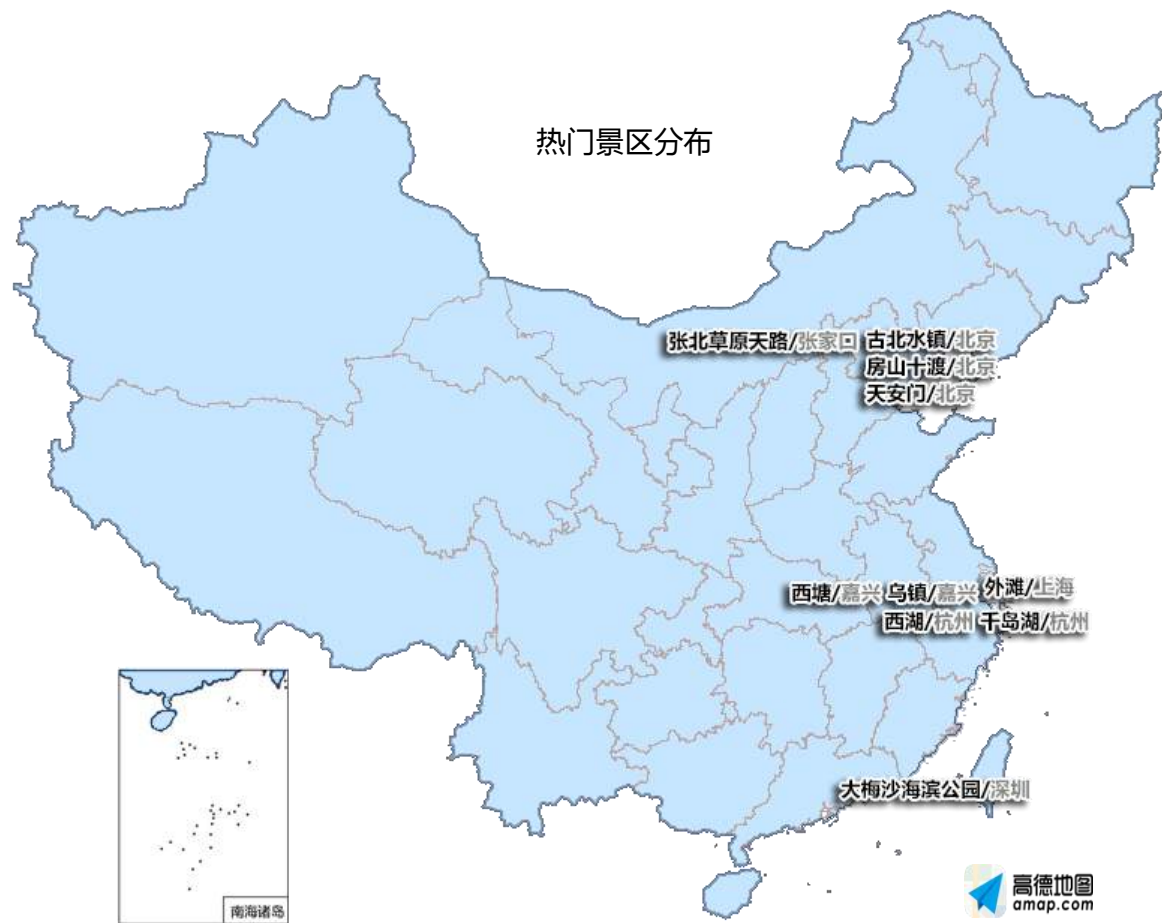 热门景区分布
张北草原天路/张家口 古北水镇/北京
房山十渡/北京
天安门/北京
西塘/嘉兴 乌镇/嘉兴 外滩/上海
西湖/杭州 千岛湖/杭州
大梅沙海滨公园/深圳
南海诸岛
高德地图
amap.com